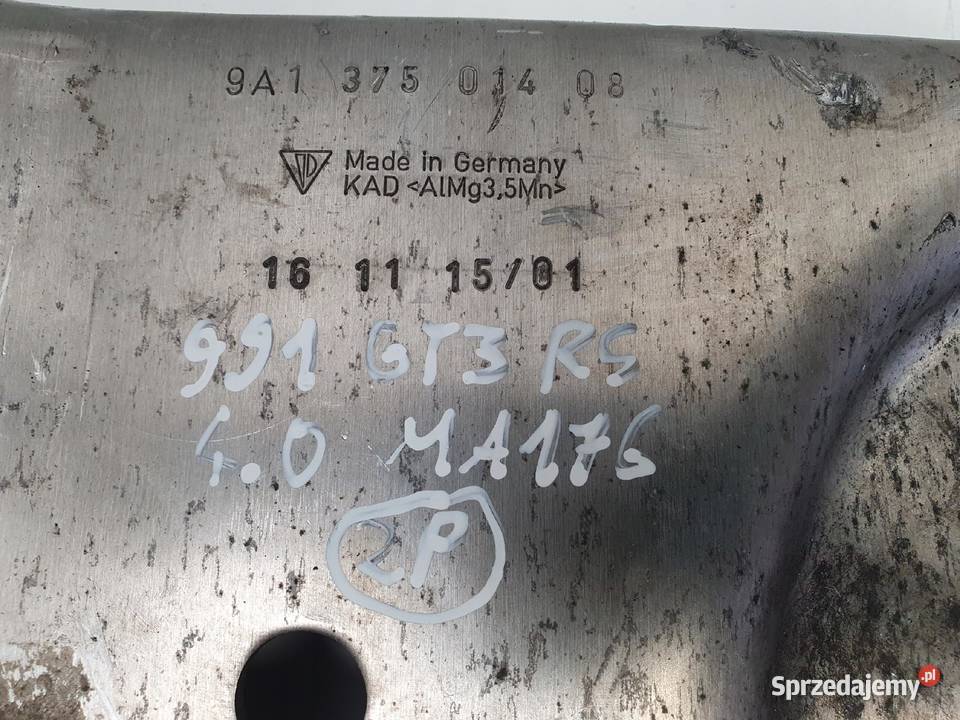 9A1 375 014 08
Made in Germany
KAD <AlMg3,5Mn>
16 11 15/01
991 GT3 RS
4.0 MA176
2P
Sprzedajemy.pl